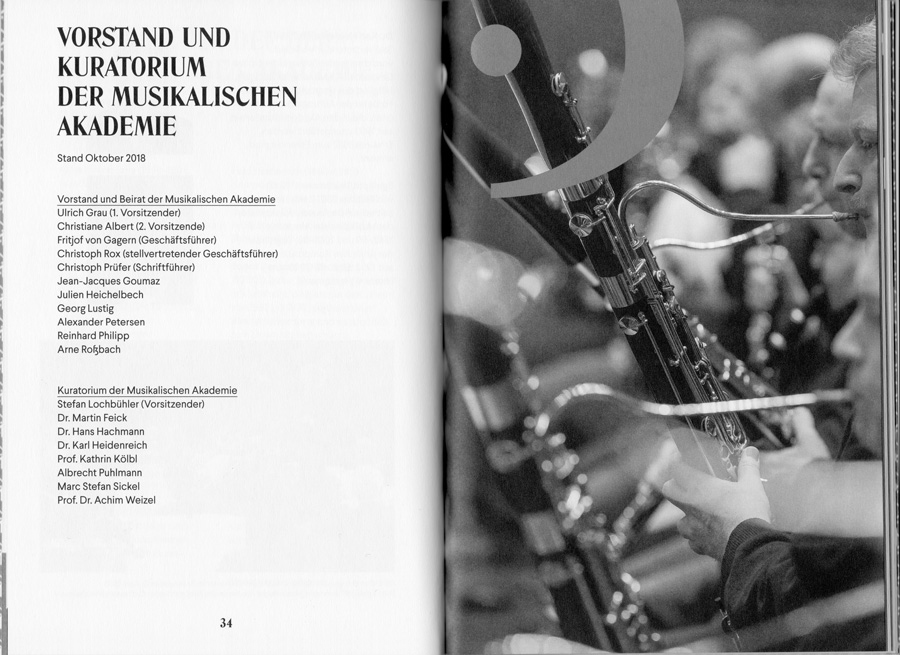 VORSTAND UND
KURATORIUM
DER MUSIKALISCHEN
AKADEMIE
Stand Oktober 2018
Vorstand und Beirat der Musikalischen Akademie
Ulrich Grau (1. Vorsitzender)
Christiane Albert (2. Vorsitzende)
Fritjof von Gagern (Geschäftsführer)
Christoph Rox (stellvertretender Geschäftsführer)
Christoph Prüfer (Schriftführer)
Jean-Jacques Goumaz
Julien Heichelbech
Georg Lustig
Alexander Petersen
Reinhard Philipp
Arne Roßbach
Kuratorium der Musikalischen Akademie
Stefan Lochbühler (Vorsitzender)
Dr. Martin Feick
Dr. Hans Hachmann
Dr. Karl Heidenreich
Prof. Kathrin Kölbl
Albrecht Puhlmann
Marc Stefan Sickel
Prof. Dr. Achim Weizel
34